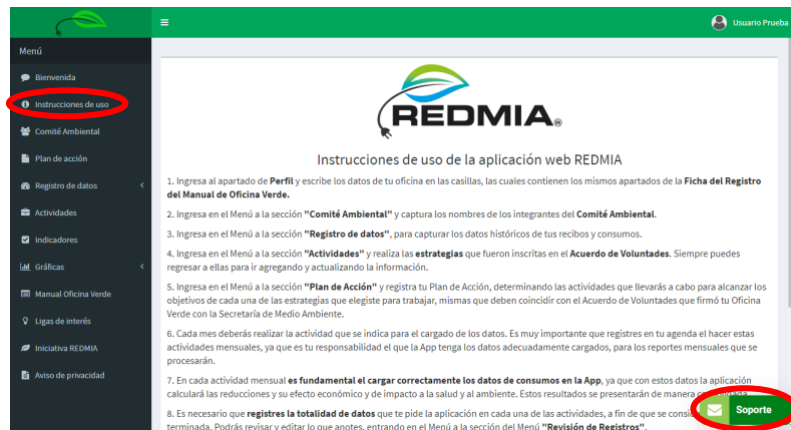 Usuario Prueba
Menú
Bienvenida
Instrucciones de uso
Comité Ambiental
Plan de acción
Registro de datos
Actividades
Indicadores
Gráficas
Manual Oficina Verde
Ligas de interés
Iniciativa REDMIA
Aviso de privacidad
REDMIA®
Instrucciones de uso de la aplicación web REDMIA
1. Ingresa al apartado de Perfil y escribe los datos de tu oficina en las casillas, las cuales contienen los mismos apartados de la Ficha del Registro
del Manual de Oficina Verde.
2. Ingresa en el Menú a la sección "Comité Ambiental" y captura los nombres de los integrantes del Comité Ambiental.
3. Ingresa en el Menú a la sección "Registro de datos", para capturar los datos históricos de tus recibos y consumos.
4. Ingresa en el Menú a la sección "Actividades" y realiza las estrategias que fueron inscritas en el Acuerdo de Voluntades. Siempre puedes
regresar a ellas para ir agregando y actualizando la información.
5. Ingresa en el Menú a la sección "Plan de Acción" y registra tu Plan de Acción, determinando las actividades que llevarás a cabo para alcanzar los
objetivos de cada una de las estrategias que elegiste para trabajar, mismas que deben coincidir con el Acuerdo de Voluntades que firmó tu Oficina
Verde con la Secretaría de Medio Ambiente.
6. Cada mes deberás realizar la actividad que se indica para el cargado de los datos. Es muy importante que registres en tu agenda el hacer estas
actividades mensuales, ya que es tu responsabilidad el que la App tenga los datos adecuadamente cargados, para los reportes mensuales que se
procesarán.
7. En cada actividad mensual es fundamental el cargar correctamente los datos de consumos en la App, ya que con estos datos la aplicación
calculará las reducciones y su efecto económico y de impacto a la salud y al ambiente. Estos resultados se presentarán de manera
8. Es necesario que registres la totalidad de datos que te pide la aplicación en cada una de las actividades, a fin de que se
terminada. Podrás revisar y editar lo que anotes, entrando en el Menú a la sección del Menú "Revisión de Registros".
Soporte